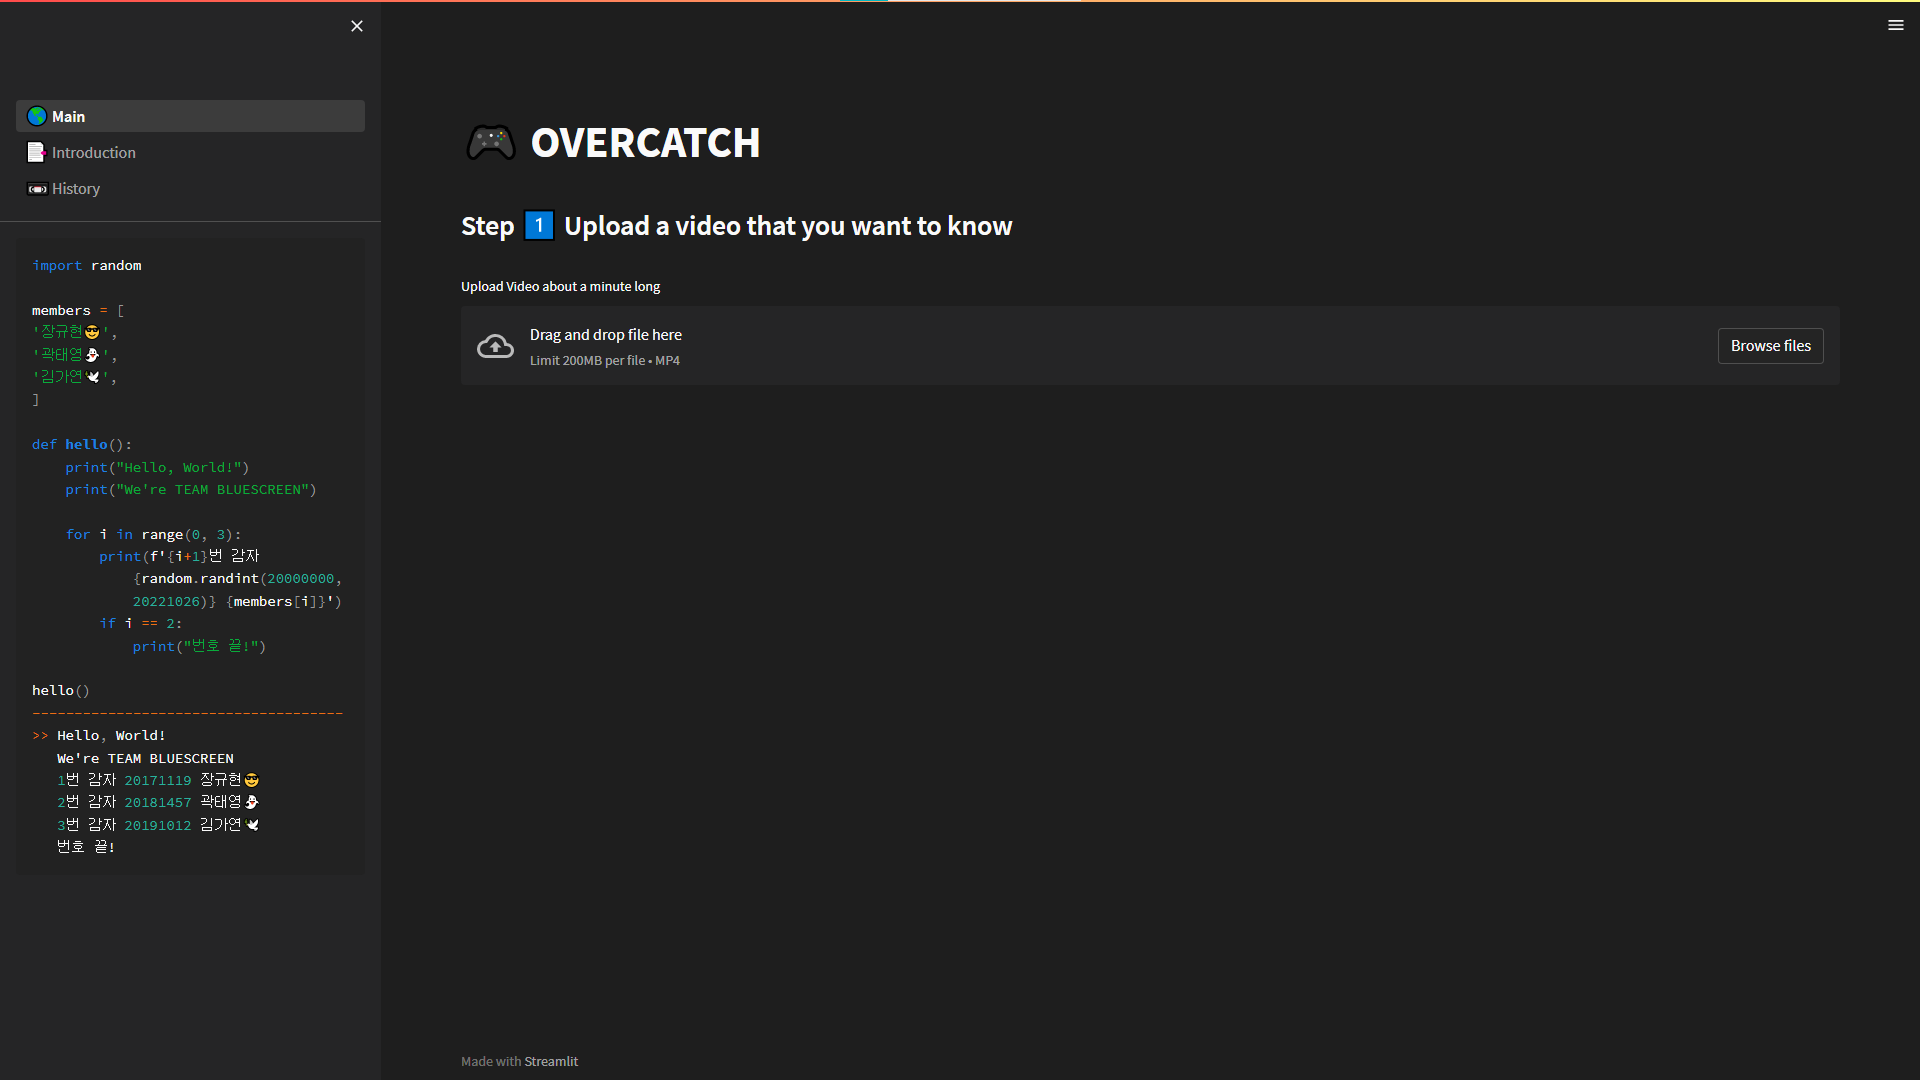 Main
Introduction
History
import random
members = [
'장규현😎',
'곽태영👻',
'김가연🕊',
]
def hello():
print("Hello, World!")
print("We're TEAM BLUESCREEN")
for i in range(0, 3):
print(f'{i+1}번 감자
{random.randint(20000000,
20221026)} {members[i]}')
if i == 2:
print("번호 끝!")
hello()
-------------------------------------
>> Hello, World!
We're TEAM BLUESCREEN
1번 감자 20171119 장규현😎
2번 감자 20181457 곽태영👻
3번 감자 20191012 김가연🕊
번호 끝!
OVERCATCH
Step 1 Upload a video that you want to know
Upload Video about a minute long
Drag and drop file here
Limit 200MB per file • MP4
Browse files
Made with Streamlit